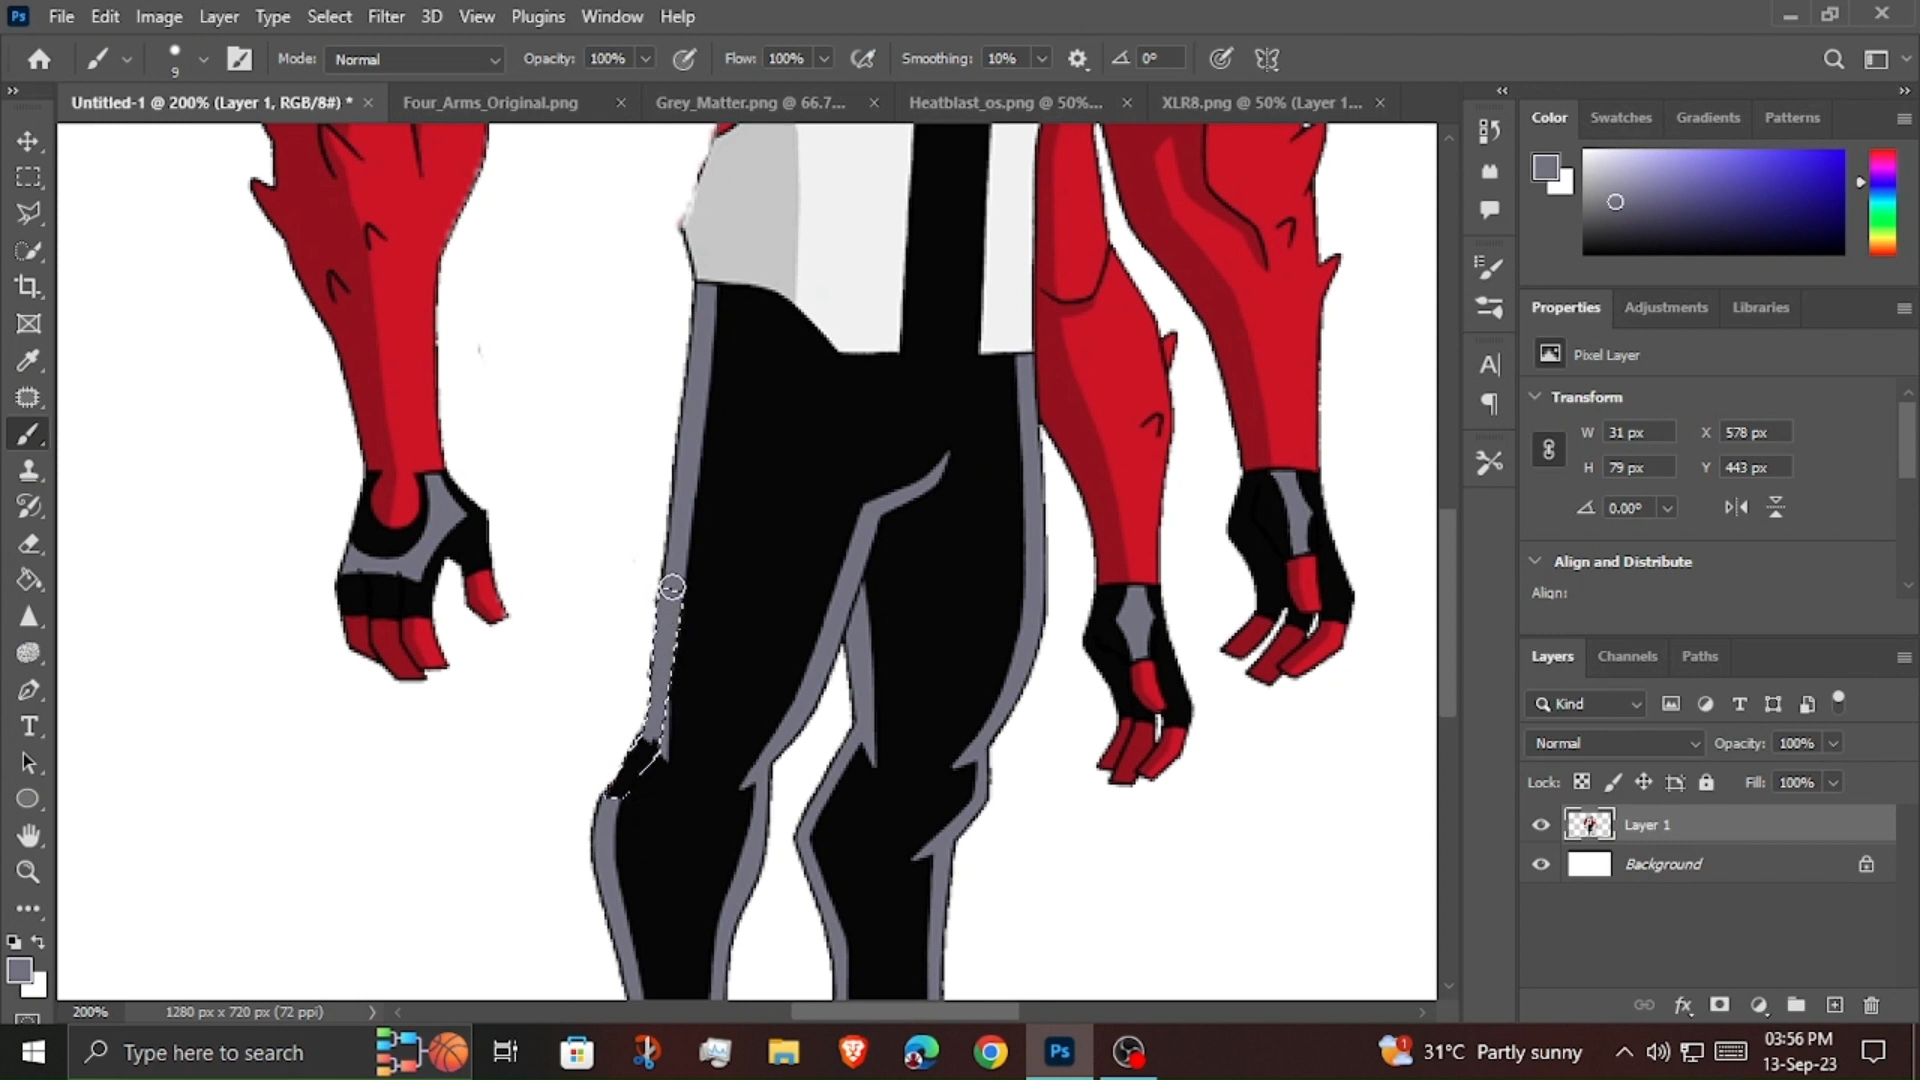 Ps File Edit Image Layer Type Select Filter 3D View Plugins Window Help
9 Mode: Normal Opacity: 100% Flow: 100% Smoothing: 10% 0°
Untitled-1 @ 200% (Layer 1, RGB/8#) * Four_Arms_Original.png Grey_Matter.png @ 66.7... Heatblast_os.png @ 50%... XLR8.png @ 50% (Layer 1...
Color Swatches Gradients Patterns
Properties Adjustments Libraries
Pixel Layer
Transform
W 31 px X 578 px
H 79 px Y 443 px
0.00°
Align and Distribute
Align:
Layers Channels Paths
Kind
Normal Opacity: 100%
Lock: Fill: 100%
Layer 1
Background
200% 1280 px x 720 px (72 ppi)
Type here to search
Ps
31°C Partly sunny
03:56 PM
13-Sep-23